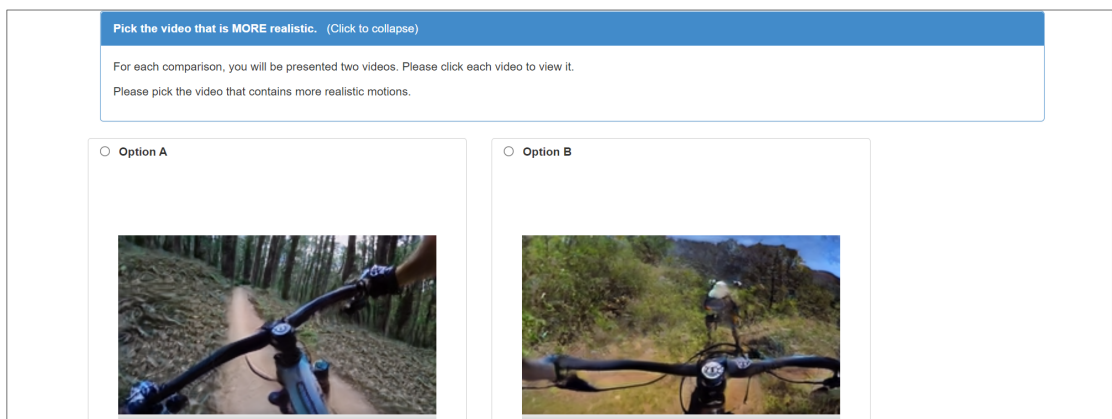 Pick the video that is MORE realistic. (Click to collapse)
For each comparison, you will be presented two videos. Please click each video to view it.
Please pick the video that contains more realistic motions.
Option A
Option B